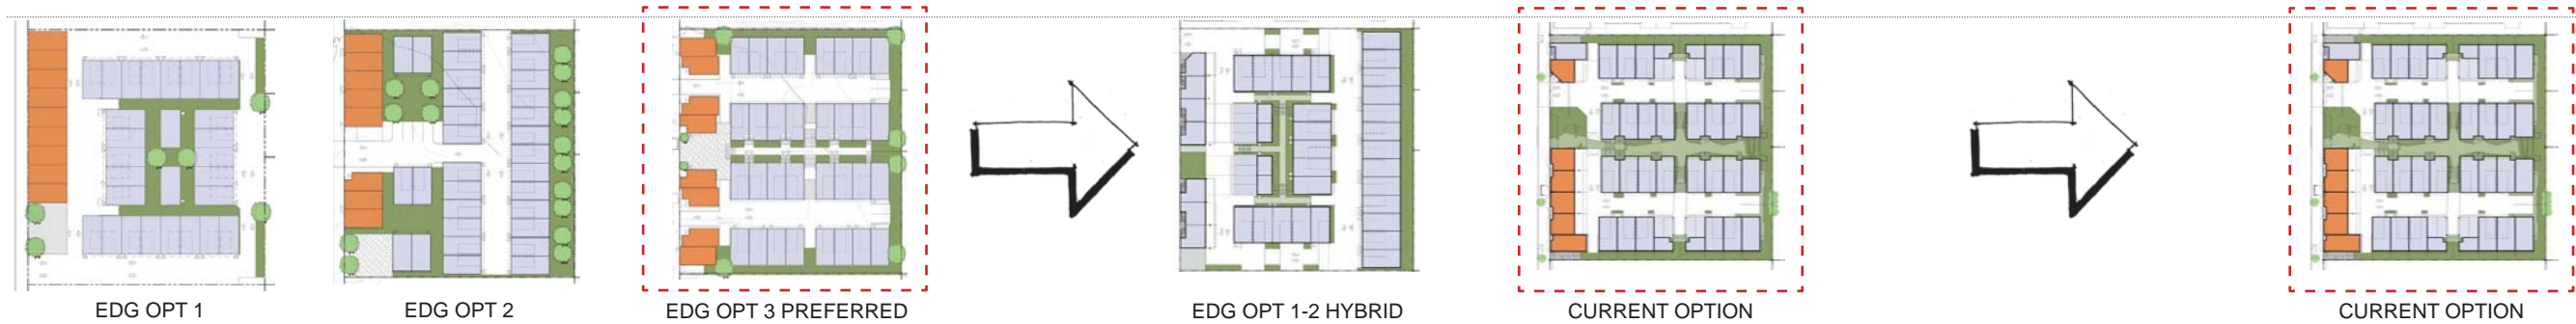 EDG OPT 1
EDG OPT 2
EDG OPT 3 PREFERRED
EDG OPT 1-2 HYBRID
CURRENT OPTION
CURRENT OPTION